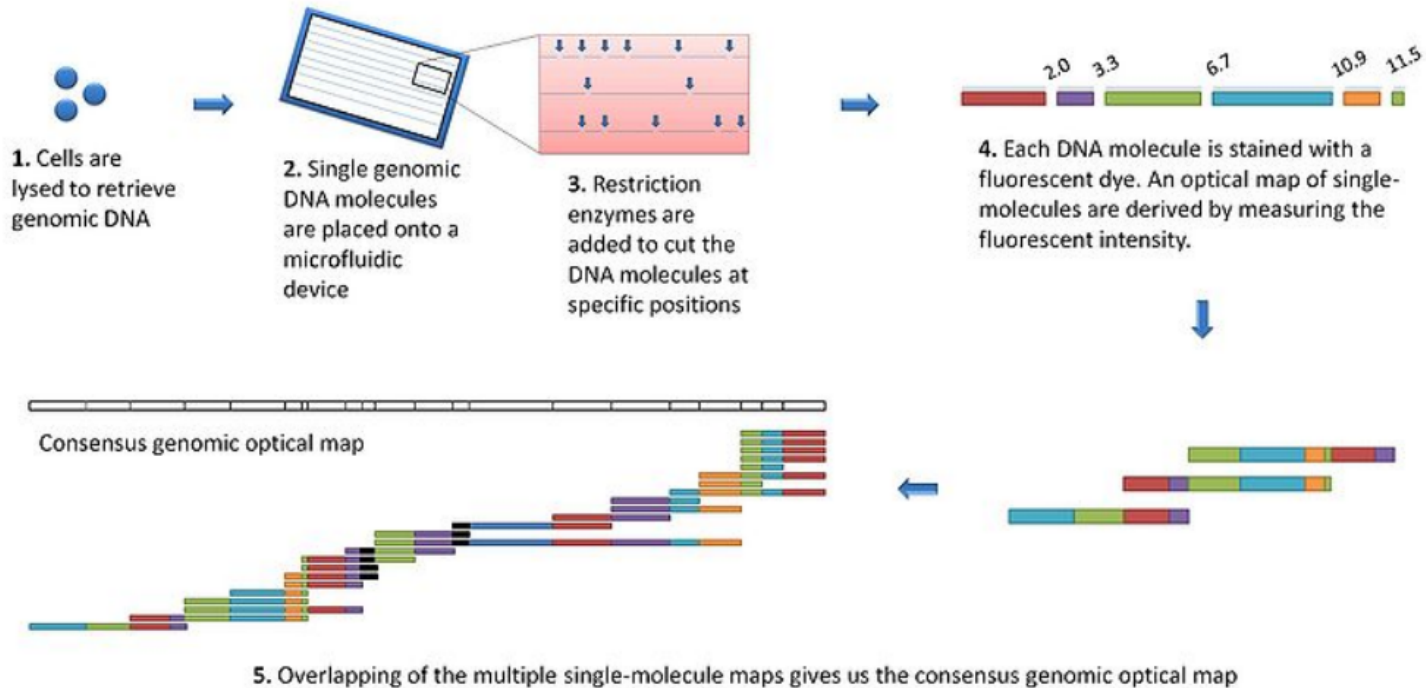 1. Cells are
lysed to retrieve
genomic DNA
2. Single genomic
DNA molecules
are placed onto a
microfluidic
device
3. Restriction
enzymes are
added to cut the
DNA molecules at
specific positions
2.0 3.3 6.7 10.9 11.5
4. Each DNA molecule is stained with a
fluorescent dye. An optical map of single-
molecules are derived by measuring the
fluorescent intensity.
Consensus genomic optical map
5. Overlapping of the multiple single-molecule maps gives us the consensus genomic optical map